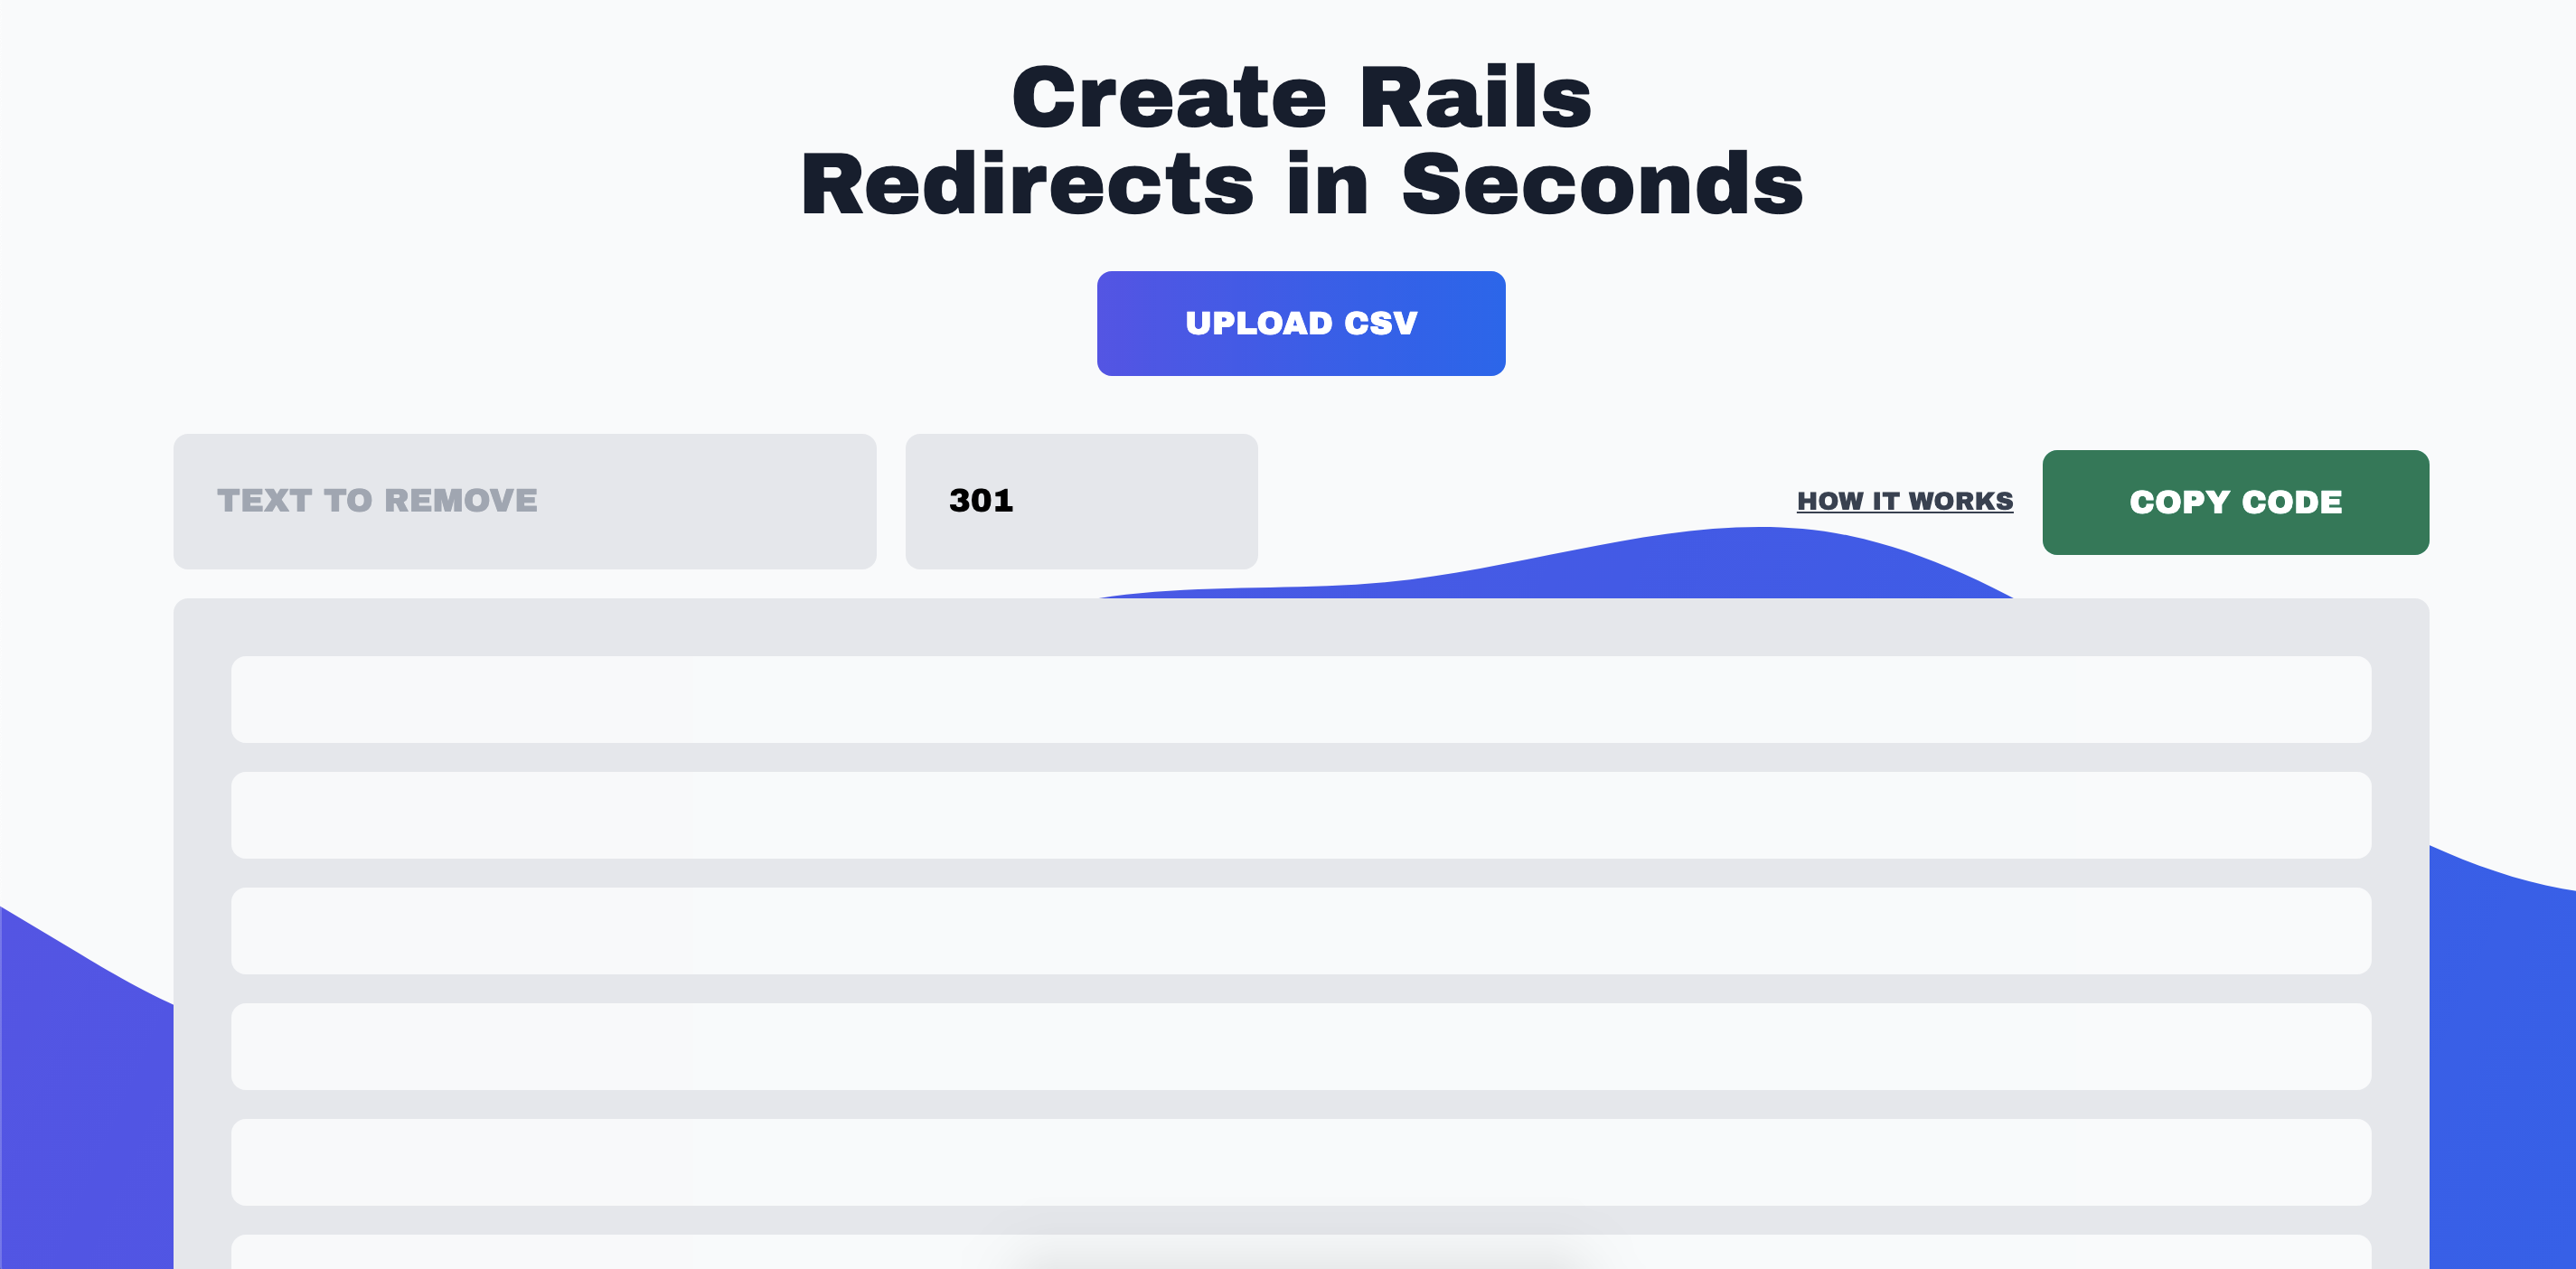 Create Rails
Redirects in Seconds
UPLOAD CSV
TEXT TO REMOVE
301
HOW IT WORKS
COPY CODE